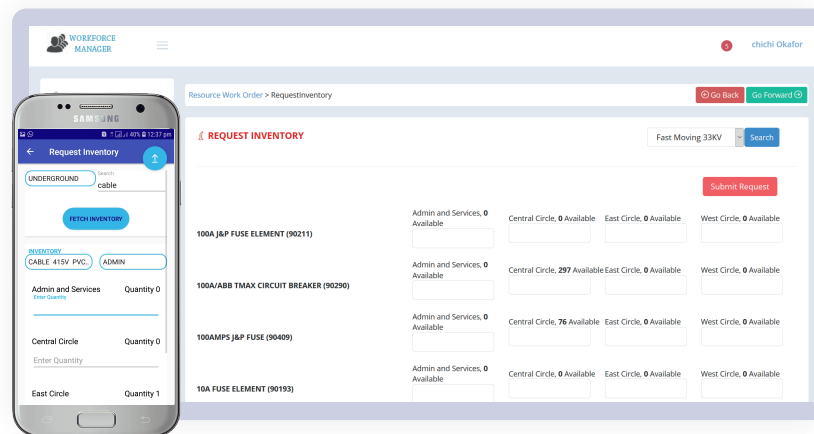 WORKFORCE
MANAGER
5
chichi Okafor
Resource Work Order > RequestInventory
Go Back
Go Forward
REQUEST INVENTORY
Fast Moving 33KV
Search
Submit Request
100A J&P FUSE ELEMENT (90211)
Admin and Services, 0
Available
Central Circle, 0 Available
East Circle, 0 Available
West Circle, 0 Available
100A/ABB TMAX CIRCUIT BREAKER (90290)
Admin and Services, 0
Available
Central Circle, 297 Available
East Circle, 0 Available
West Circle, 0 Available
100AMPS J&P FUSE (90409)
Admin and Services, 0
Available
Central Circle, 76 Available
East Circle, 0 Available
West Circle, 0 Available
10A FUSE ELEMENT (90193)
Admin and Services, 0
Available
Central Circle, 0 Available
East Circle, 0 Available
West Circle, 0 Available
SAMSUNG
40% 12:37 pm
Request Inventory
UNDERGROUND
Search
cable
FETCH INVENTORY
INVENTORY
CABLE 415V PVC..
ADMIN
Admin and Services
Quantity 0
Enter Quantity
Central Circle
Quantity 0
Enter Quantity
East Circle
Quantity 1